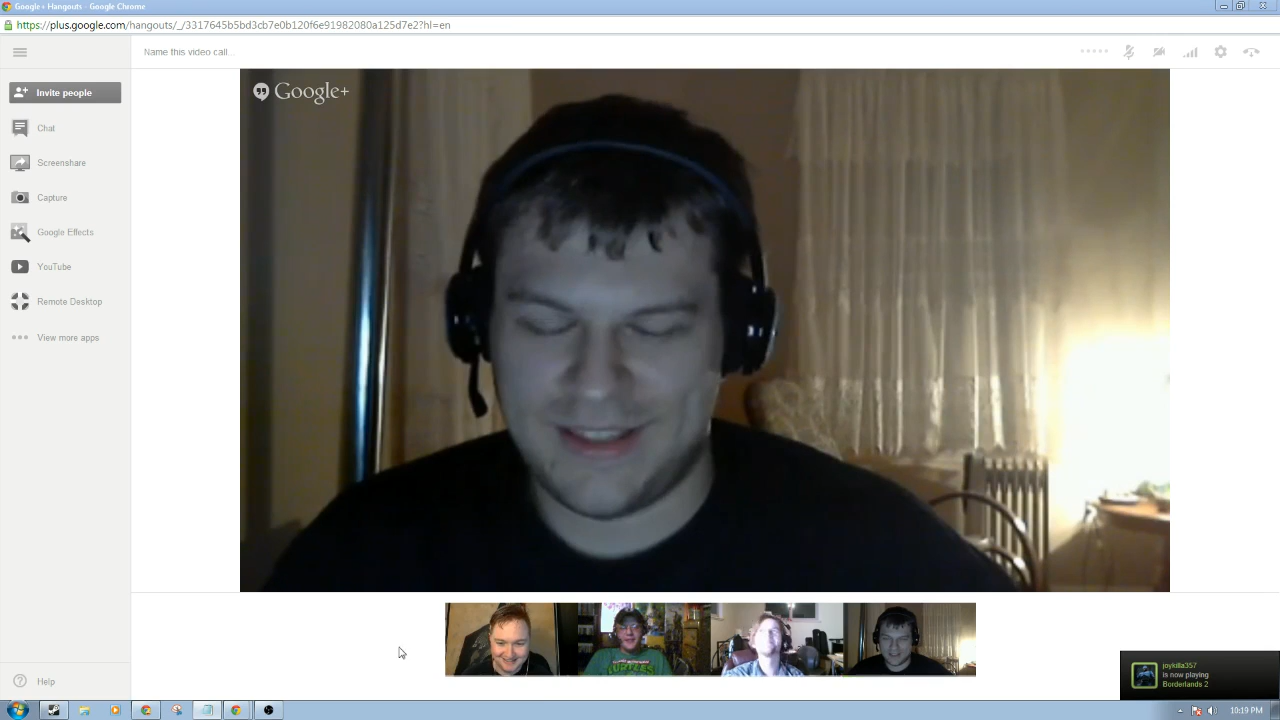 Google+ Hangouts - Google Chrome
https://plus.google.com/hangouts/_/3317645b5bd3cb7e0b120f6e91982080a125d7e2?hl=en
Name this video call...
Invite people
Chat
Screenshare
Capture
Google Effects
YouTube
Remote Desktop
View more apps
Google+
TURTLES
Help
joykilla357
is now playing
Borderlands 2
10:19 PM